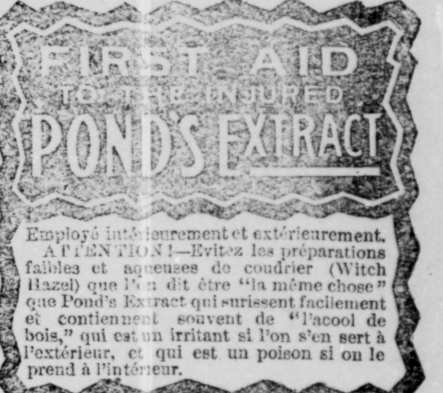 FIRST AID
TO THE INJURED
POND'S EXTRACT
Employé intérieurement et extérieurement.
ATTENTION!—Evitez les préparations
faibles et aqueuses de coudrier (Witch
Hazel) que l'on dit être “la même chose”
que Pond's Extract qui surissent facilement
et contiennent souvent de “l'acool de
bois,” qui est un irritant si l'on s'en sert à
l'extérieur, et qui est un poison si on le
prend à l'intérieur.